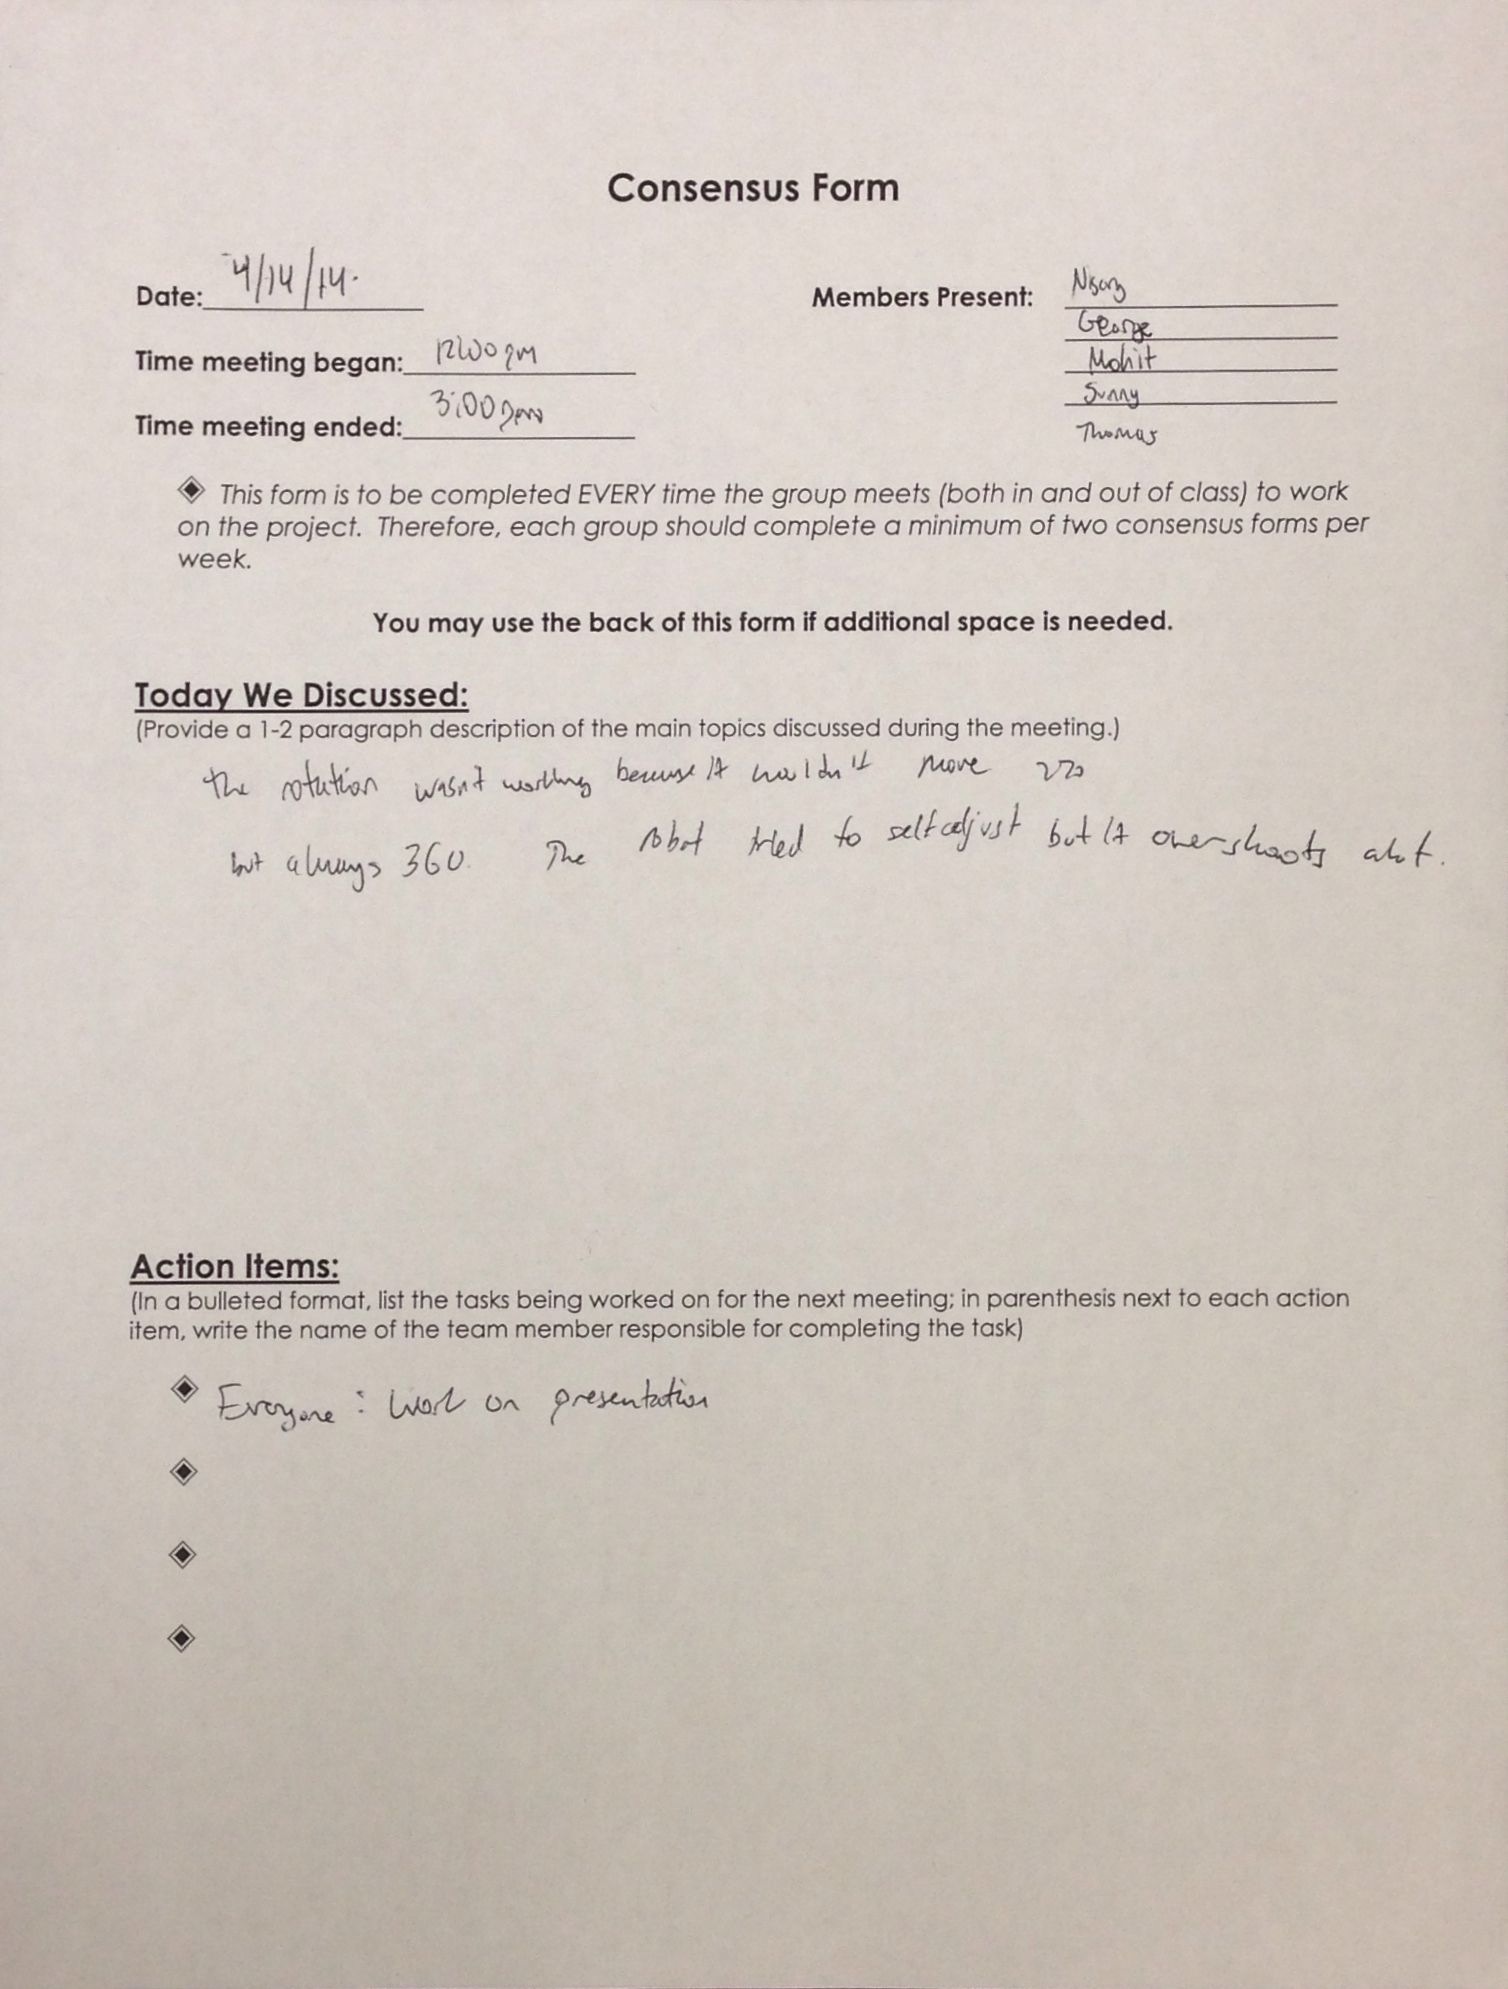 Consensus Form
Date: 4/14/14.
Members Present:
George
Mohit
Sunny
Thomas
Time meeting began: 12:00 pm
Time meeting ended: 3:00 pm
This form is to be completed EVERY time the group meets (both in and out of class) to work
on the project. Therefore, each group should complete a minimum of two consensus forms per
week.
You may use the back of this form if additional space is needed.
Today We Discussed:
(Provide a 1-2 paragraph description of the main topics discussed during the meeting.)
The rotation wasn't working because it wouldn't move
but always 360. The robot tried to self adjust but it overshoots alot.
Action Items:
(In a bulleted format, list the tasks being worked on for the next meeting; in parenthesis next to each action
item, write the name of the team member responsible for completing the task)
Everyone: work on presentation